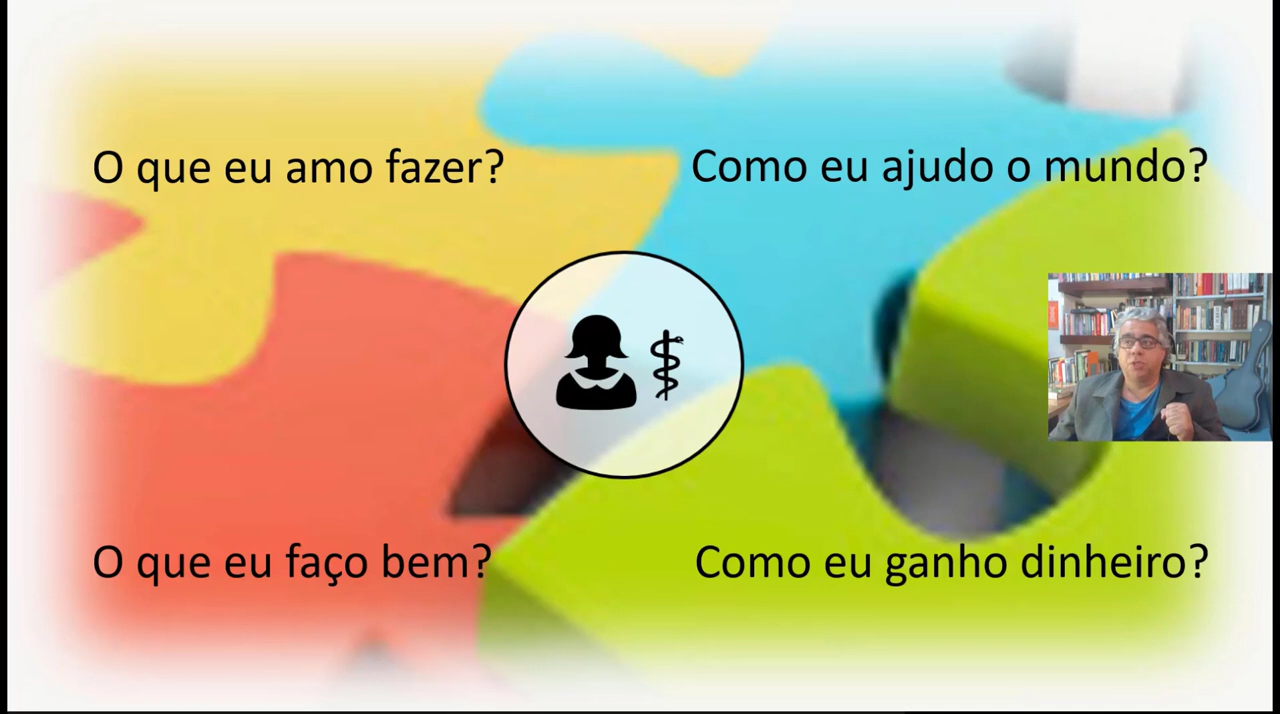 O que eu amo fazer?
Como eu ajudo o mundo?
O que eu faço bem?
Como eu ganho dinheiro?